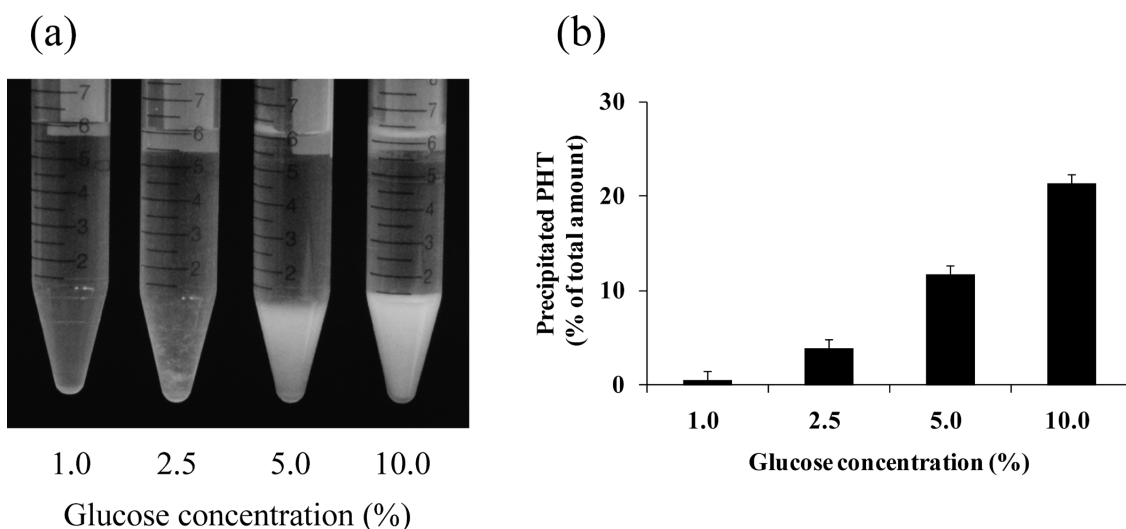 (a)
(b)
7 7 7 8
6 6 6 7
5 5 5 6
4 4 4 5
3 3 3 4
2 2 2 3
2
1.0 2.5 5.0 10.0
Glucose concentration (%)
Precipitated PHT
(% of total amount)
30
20
10
0
1.0 2.5 5.0 10.0
Glucose concentration (%)